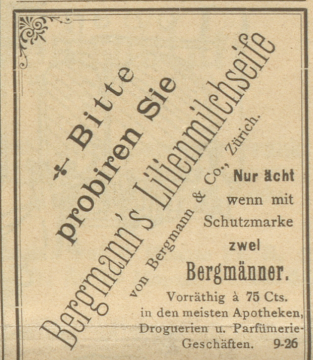 Bitte
probiren Sie
Bergmann's Lilienmilchseife
von Bergmann & Co., Zürich.
Nur ächt
wenn mit
Schutzmarke
zwei
Bergmänner.
Vorräthig à 75 Cts.
in den meisten Apotheken,
Droguerien u. Parfümerie-
Geschäften. 9-26